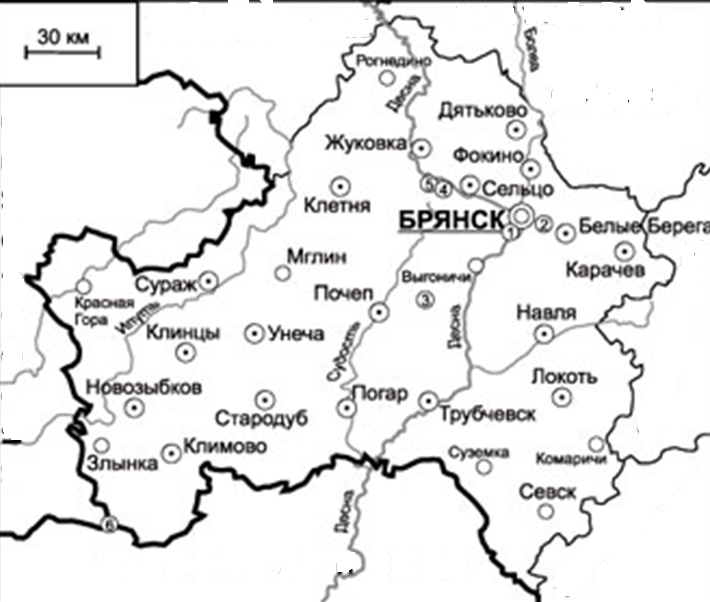 30 км
Рогнедино
Болва
Десна
Дятьково
Жуковка
Фокино
5 4
Сельцо
Клетня
БРЯНСК
1
2
Белые Берега
Карачев
Мглин
Выгоничи
Сураж
Красная
Гора
Почеп
3
Ипуть
Навля
Клинцы
Унеча
Судость
Десна
Новозыбков
Локоть
Погар
Стародуб
Трубчевск
Климово
Злынка
Суземка
Комаричи
Севск
Десна
6